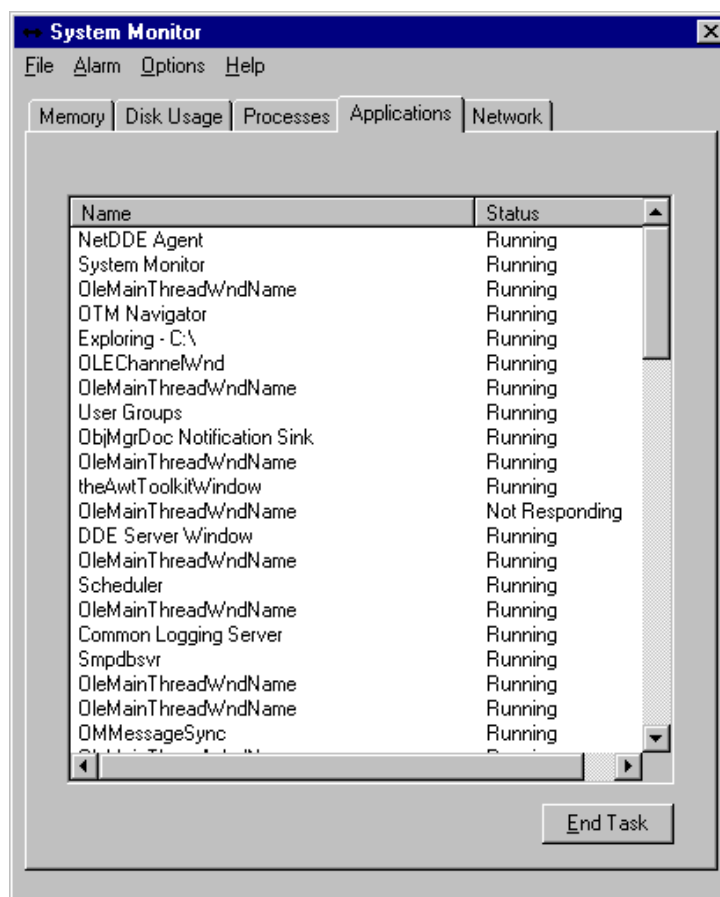 System Monitor
File Alarm Options Help
Memory Disk Usage Processes Applications Network
Name Status
NetDDE Agent Running
System Monitor Running
OleMainThreadWndName Running
OTM Navigator Running
Exploring - C:\ Running
OLEChannelWnd Running
OleMainThreadWndName Running
User Groups Running
ObjMgrDoc Notification Sink Running
OleMainThreadWndName Running
theAwtToolkitWindow Running
OleMainThreadWndName Not Responding
DDE Server Window Running
OleMainThreadWndName Running
Scheduler Running
OleMainThreadWndName Running
Common Logging Server Running
Smpdbsvr Running
OleMainThreadWndName Running
OleMainThreadWndName Running
OMMessageSync Running
End Task